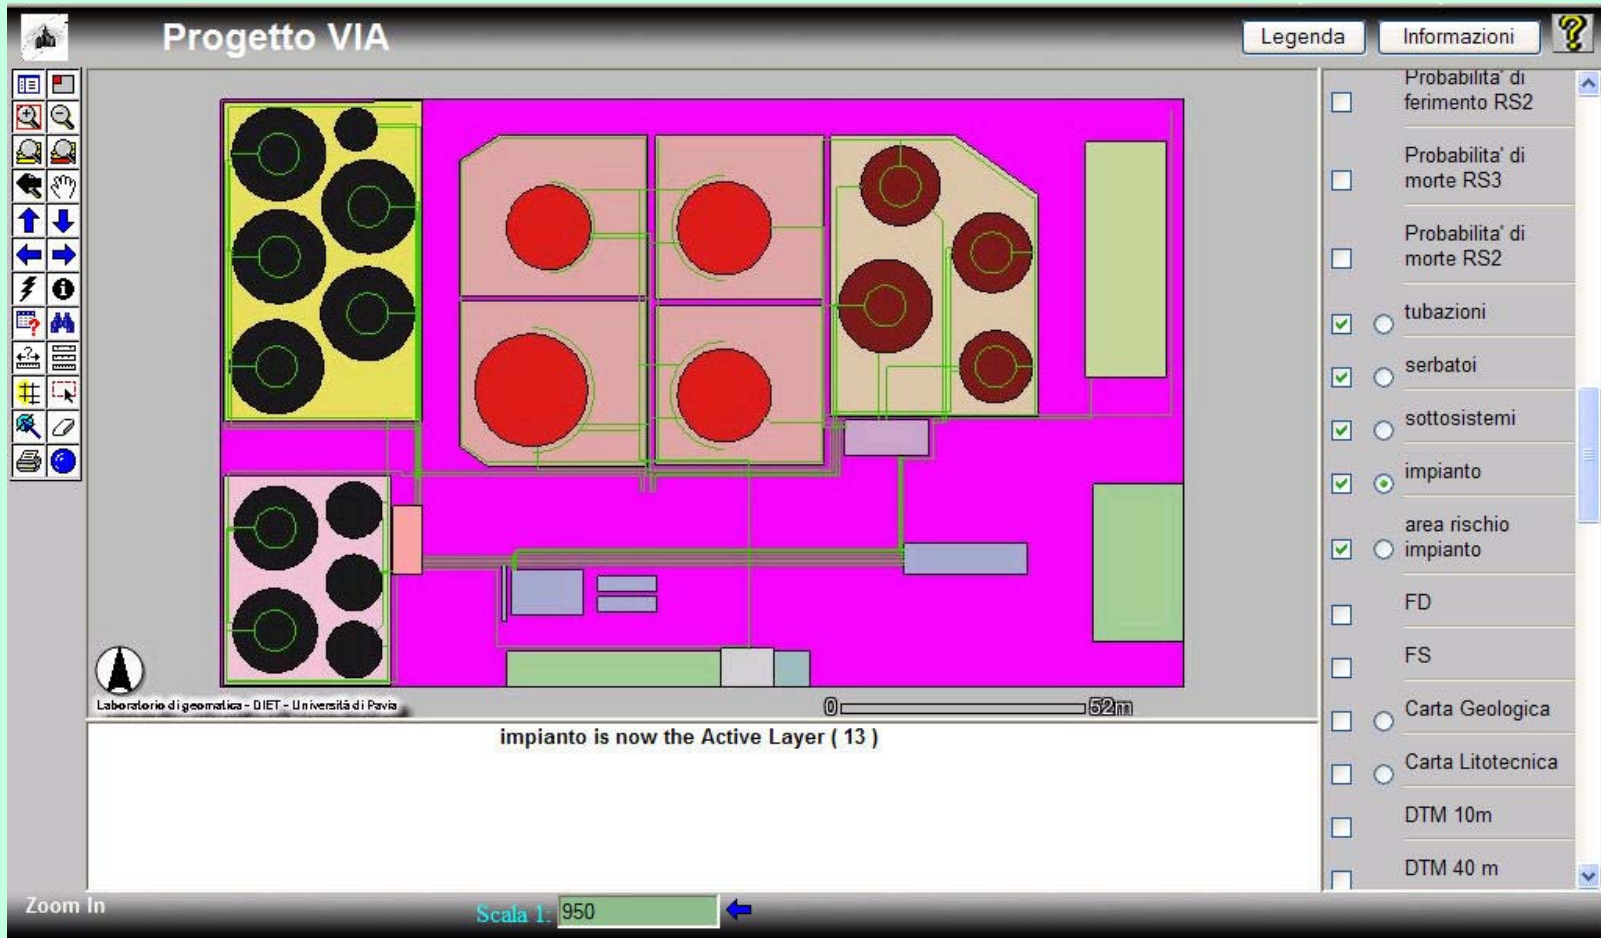 Progetto VIA
Legenda
Informazioni
Probabilita' di
ferimento RS2
Probabilita' di
morte RS3
Probabilita' di
morte RS2
tubazioni
serbatoi
sottosistemi
impianto
area rischio
impianto
FD
FS
Carta Geologica
Carta Litotecnica
DTM 10m
DTM 40 m
Laboratorio di geomatica - DIET - Università di Pavia
0 52m
impianto is now the Active Layer ( 13 )
Zoom In
Scala 1: 950